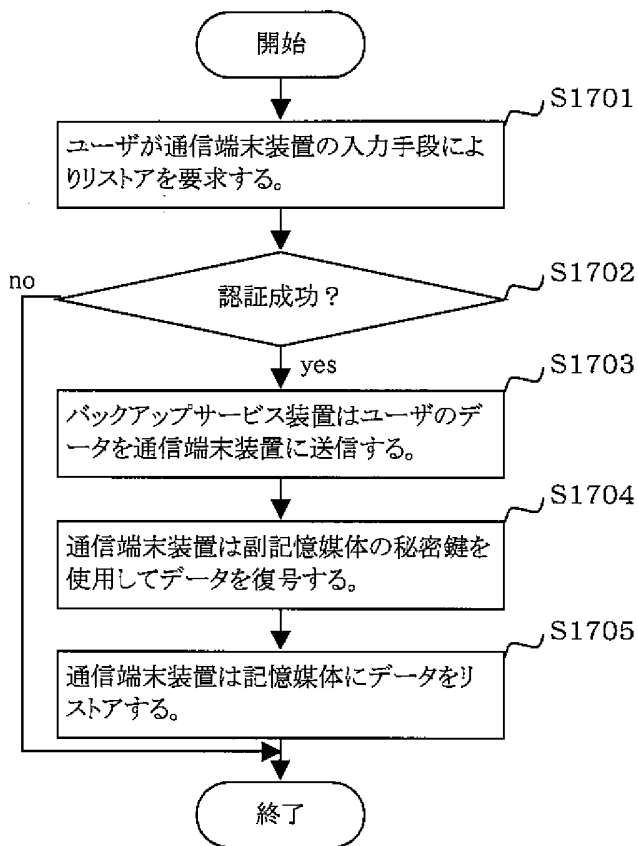 開始
S1701
ユーザが通信端末装置の入力手段によ
りリストアを要求する。
S1702
no
認証成功？
yes
S1703
バックアップサービス装置はユーザのデ
ータを通信端末装置に送信する。
S1704
通信端末装置は副記憶媒体の秘密鍵を
使用してデータを復号する。
S1705
通信端末装置は記憶媒体にデータをリ
ストアする。
終了